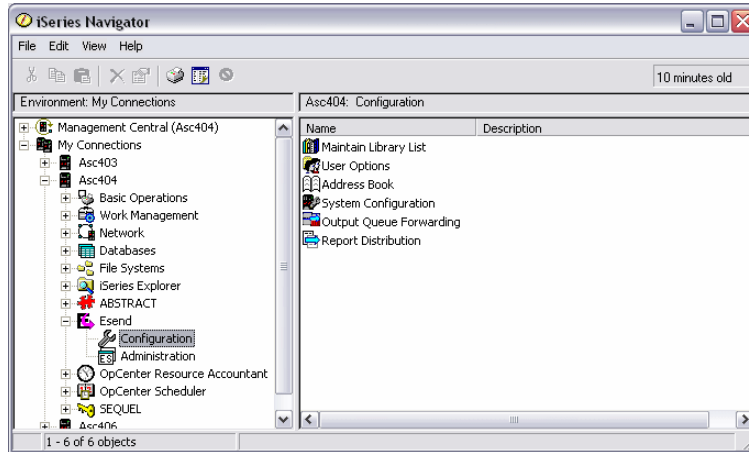 iSeries Navigator
File Edit View Help
10 minutes old
Environment: My Connections
Asc404: Configuration
Management Central (Asc404)
My Connections
Asc403
Asc404
Basic Operations
Work Management
Network
Databases
File Systems
iSeries Explorer
ABSTRACT
Esend
Configuration
ES
Administration
OpCenter Resource Accountant
OpCenter Scheduler
SEQUEL
Asc406
Name Description
Maintain Library List
User Options
Address Book
System Configuration
Output Queue Forwarding
Report Distribution
1 - 6 of 6 objects